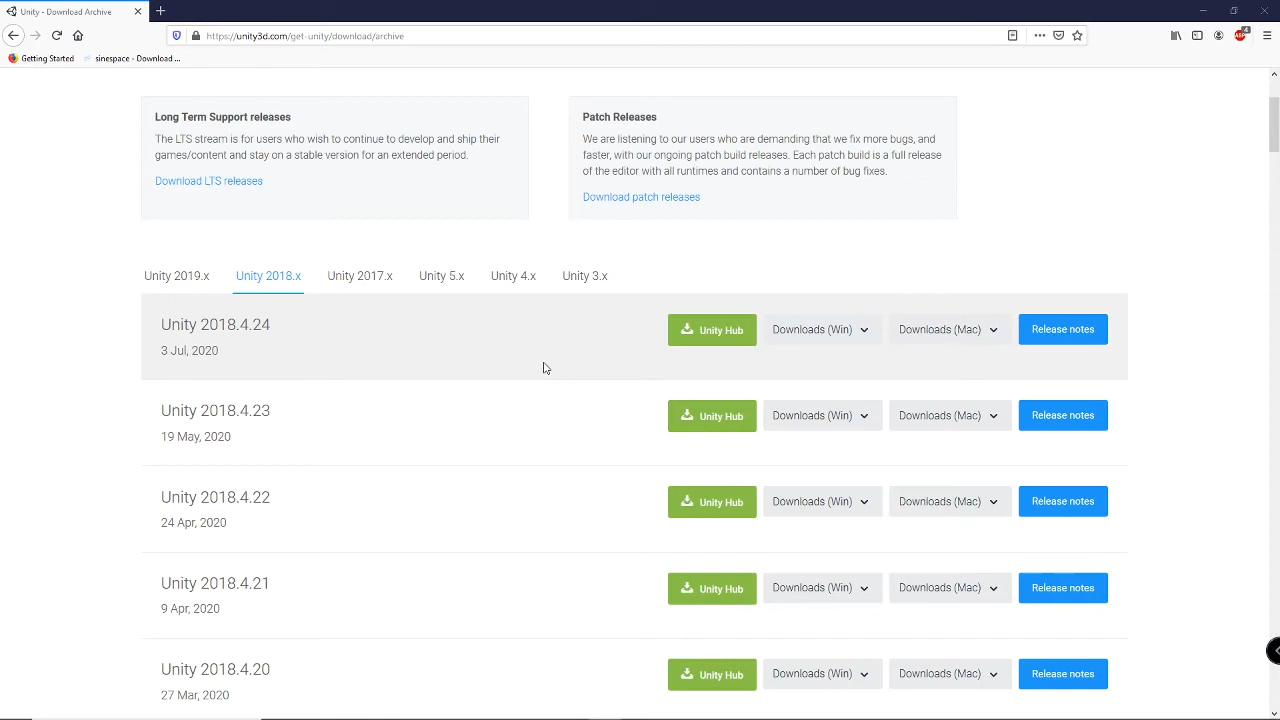 Unity - Download Archive
https://unity3d.com/get-unity/download/archive
ABP
4
Getting Started
sinespace - Download ...
Long Term Support releases
The LTS stream is for users who wish to continue to develop and ship their
games/content and stay on a stable version for an extended period.
Download LTS releases
Patch Releases
We are listening to our users who are demanding that we fix more bugs, and
faster, with our ongoing patch build releases. Each patch build is a full release
of the editor with all runtimes and contains a number of bug fixes.
Download patch releases
Unity 2019.x Unity 2018.x Unity 2017.x Unity 5.x Unity 4.x Unity 3.x
Unity 2018.4.24
3 Jul, 2020
Unity Hub Downloads (Win) Downloads (Mac) Release notes
Unity 2018.4.23
19 May, 2020
Unity Hub Downloads (Win) Downloads (Mac) Release notes
Unity 2018.4.22
24 Apr, 2020
Unity Hub Downloads (Win) Downloads (Mac) Release notes
Unity 2018.4.21
9 Apr, 2020
Unity Hub Downloads (Win) Downloads (Mac) Release notes
Unity 2018.4.20
27 Mar, 2020
Unity Hub Downloads (Win) Downloads (Mac) Release notes